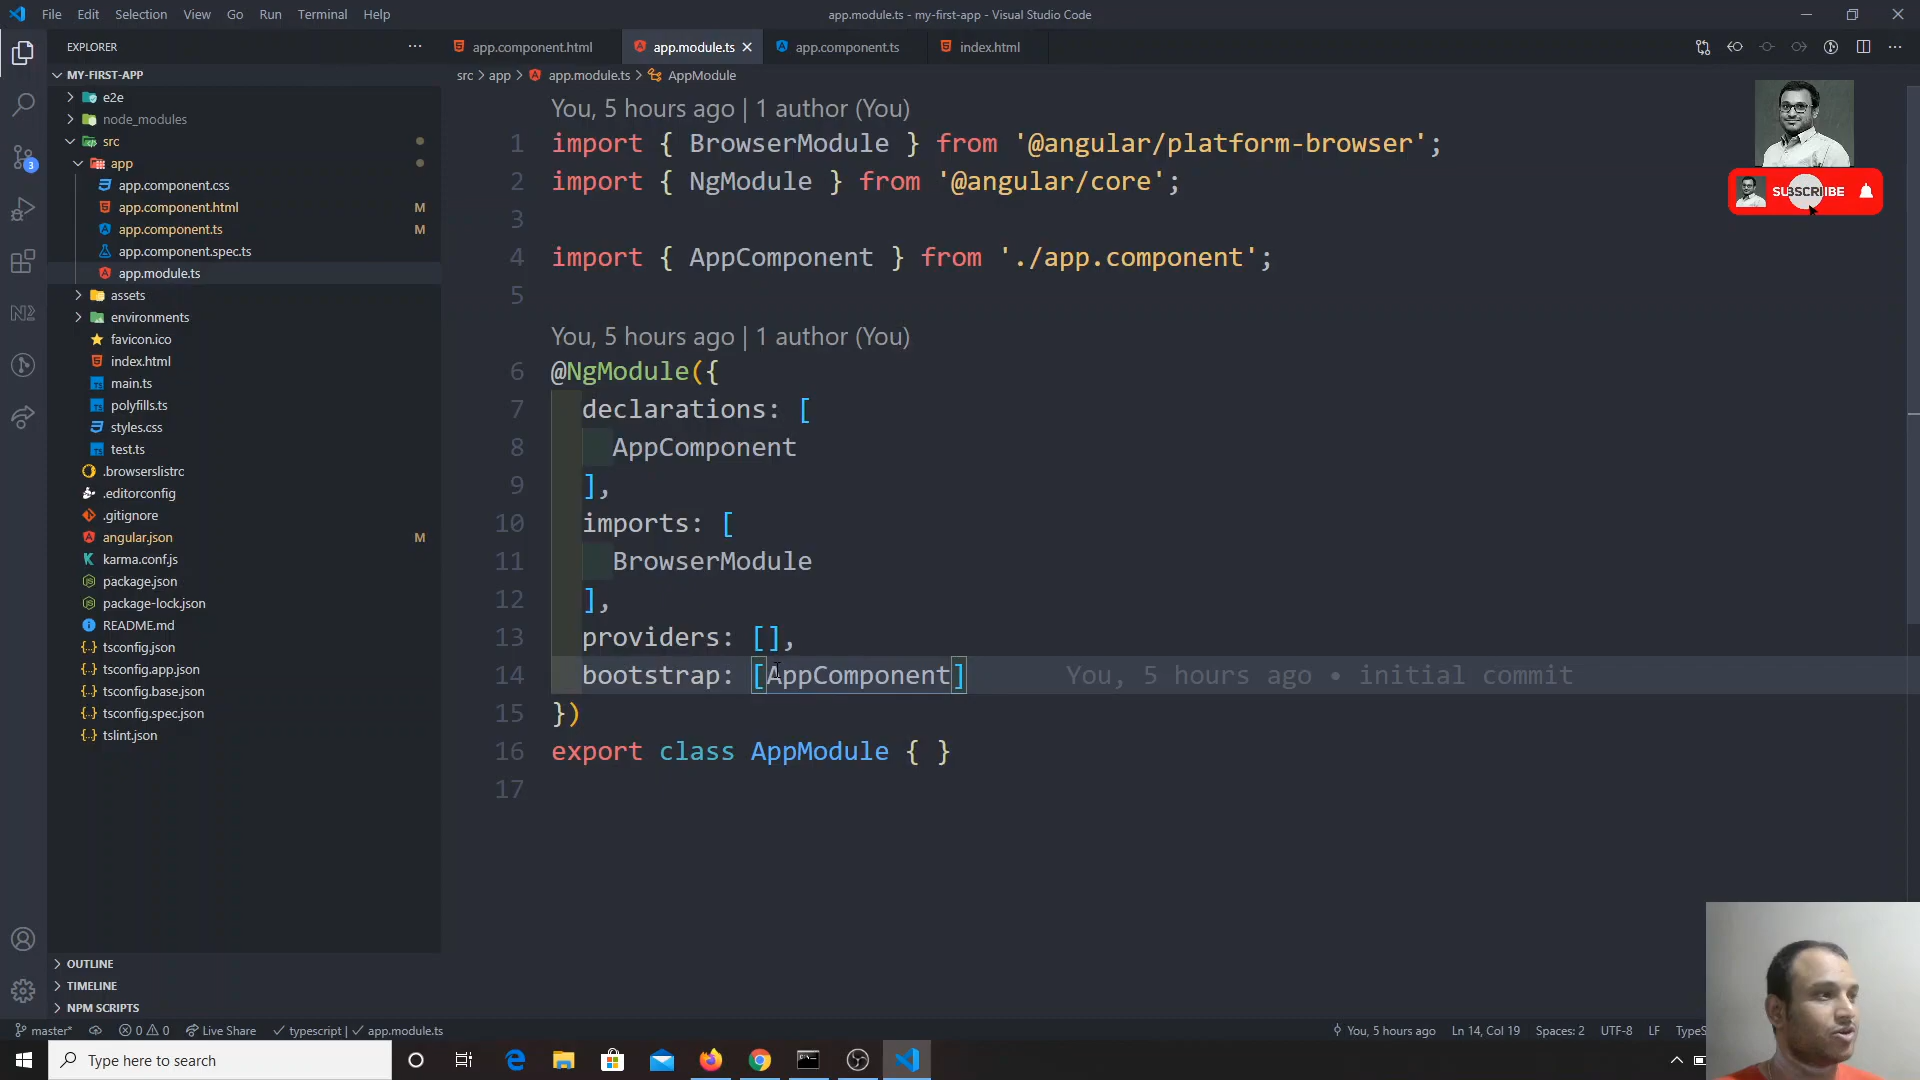 File Edit Selection View Go Run Terminal Help
app.module.ts - my-first-app - Visual Studio Code
EXPLORER
MY-FIRST-APP
e2e
node_modules
src
app
app.component.css
app.component.html M
app.component.ts M
app.component.spec.ts
app.module.ts
assets
environments
favicon.ico
index.html
main.ts
polyfills.ts
styles.css
test.ts
.browserslistrc
.editorconfig
.gitignore
angular.json M
karma.conf.js
package.json
package-lock.json
README.md
tsconfig.json
tsconfig.app.json
tsconfig.base.json
tsconfig.spec.json
tslint.json
OUTLINE
TIMELINE
NPM SCRIPTS
3
app.component.html app.module.ts app.component.ts index.html
src > app > app.module.ts > AppModule
You, 5 hours ago | 1 author (You)
1 import { BrowserModule } from '@angular/platform-browser';
2 import { NgModule } from '@angular/core';
3
4 import { AppComponent } from './app.component';
5
You, 5 hours ago | 1 author (You)
6 @NgModule({
7 declarations: [
8 AppComponent
9 ],
10 imports: [
11 BrowserModule
12 ],
13 providers: [],
14 bootstrap: [AppComponent] You, 5 hours ago • initial commit
15 })
16 export class AppModule { }
17
SUBSCRIBE
master* 0 0 Live Share typescript | app.module.ts You, 5 hours ago Ln 14, Col 19 Spaces: 2 UTF-8 LF TypeS
Type here to search